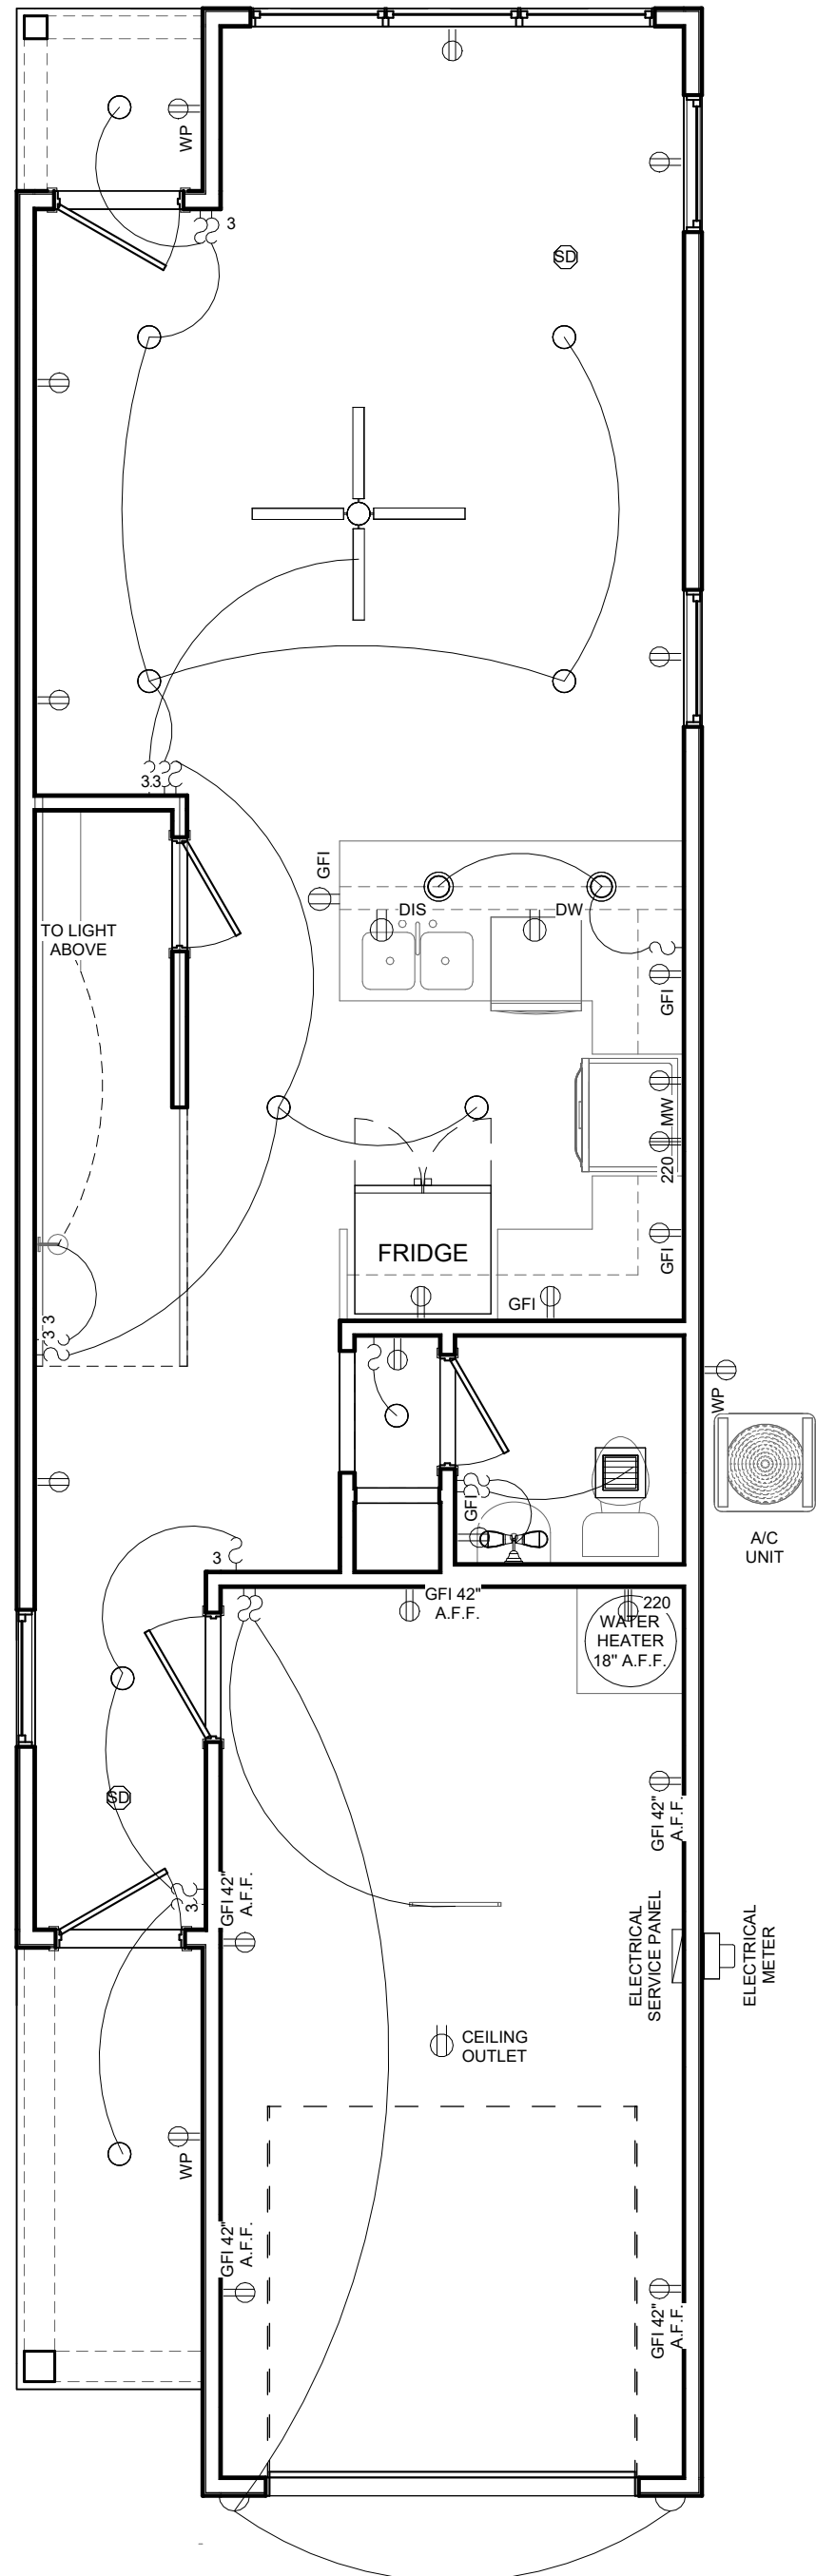 WP
3
SD
3
3
GFI
DIS
DW
TO LIGHT
ABOVE
GFI
MW
220
FRIDGE
GFI
GFI
3
3
WP
GFI
A/C
UNIT
3
GFI 42"
A.F.F.
220
WATER
HEATER
18" A.F.F.
SD
GFI 42"
A.F.F.
GFI 42"
A.F.F.
3
ELECTRICAL
SERVICE PANEL
ELECTRICAL
METER
CEILING
OUTLET
WP
GFI 42"
A.F.F.
GFI 42"
A.F.F.